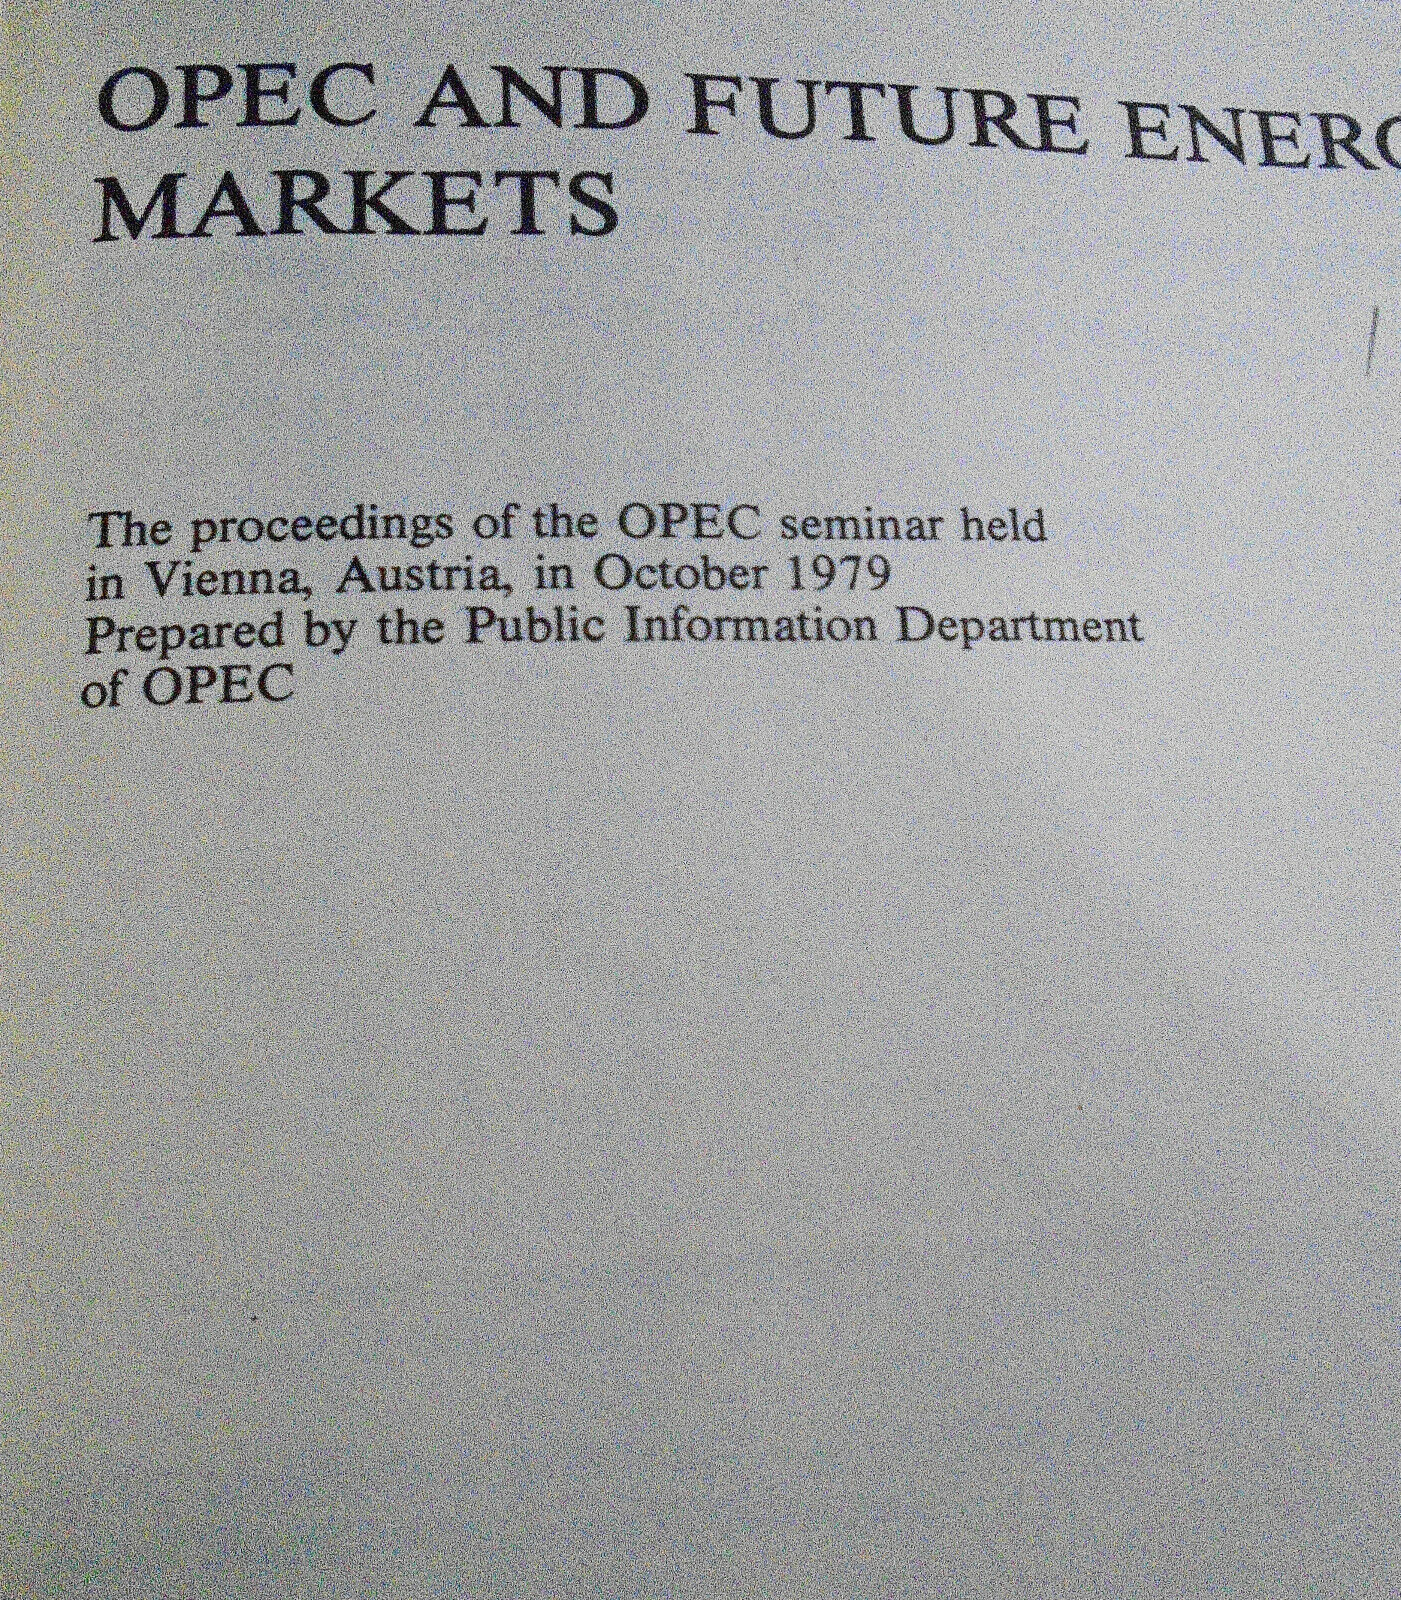 OPEC AND FUTURE ENERG
MARKETS
The proceedings of the OPEC seminar held
in Vienna, Austria, in October 1979
Prepared by the Public Information Department
of OPEC